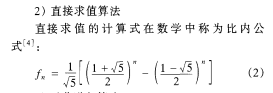 2) 直接求值算法
直接求值的计算式在数学中称为比内公
式[4]:
fₙ = 1/√5 [ ( (1+√5)/2 )ⁿ − ( (1−√5)/2 )ⁿ ] (2)